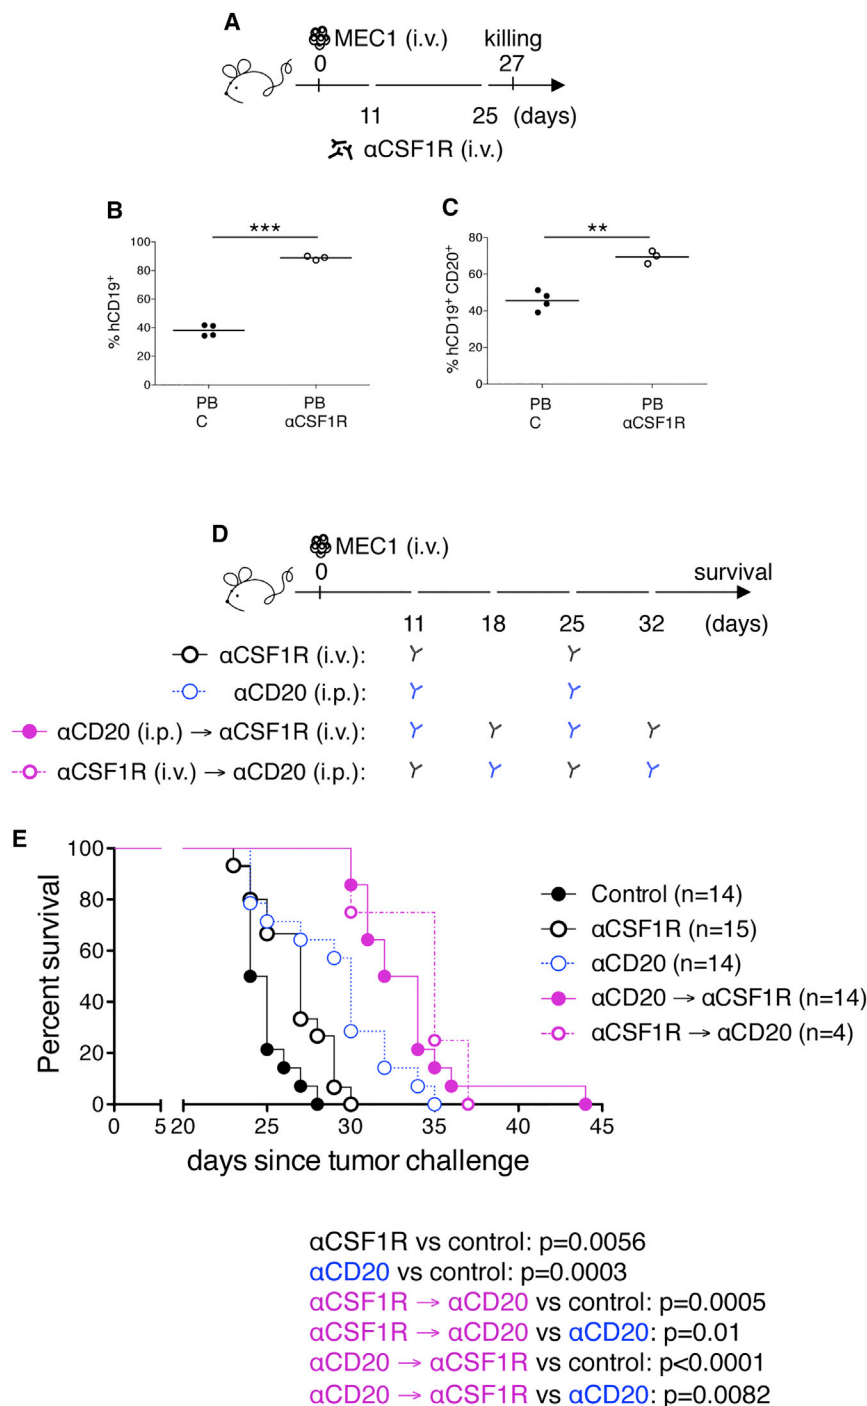 A
MEC1 (i.v.)
killing
0
27
11
25
(days)
αCSF1R (i.v.)
B
***
% hCD19⁺
100
80
60
40
20
0
PB
C
PB
αCSF1R
C
**
% hCD19⁺ CD20⁺
80
60
40
20
0
PB
C
PB
αCSF1R
D
MEC1 (i.v.)
0
survival
11
18
25
32
(days)
αCSF1R (i.v.):
αCD20 (i.p.):
αCD20 (i.p.) → αCSF1R (i.v.):
αCSF1R (i.v.) → αCD20 (i.p.):
E
Percent survival
100
80
60
40
20
0
0
5
20
25
30
35
40
45
days since tumor challenge
Control (n=14)
αCSF1R (n=15)
αCD20 (n=14)
αCD20 → αCSF1R (n=14)
αCSF1R → αCD20 (n=4)
αCSF1R vs control: p=0.0056
αCD20 vs control: p=0.0003
αCSF1R → αCD20 vs control: p=0.0005
αCSF1R → αCD20 vs αCD20: p=0.01
αCD20 → αCSF1R vs control: p<0.0001
αCD20 → αCSF1R vs αCD20: p=0.0082